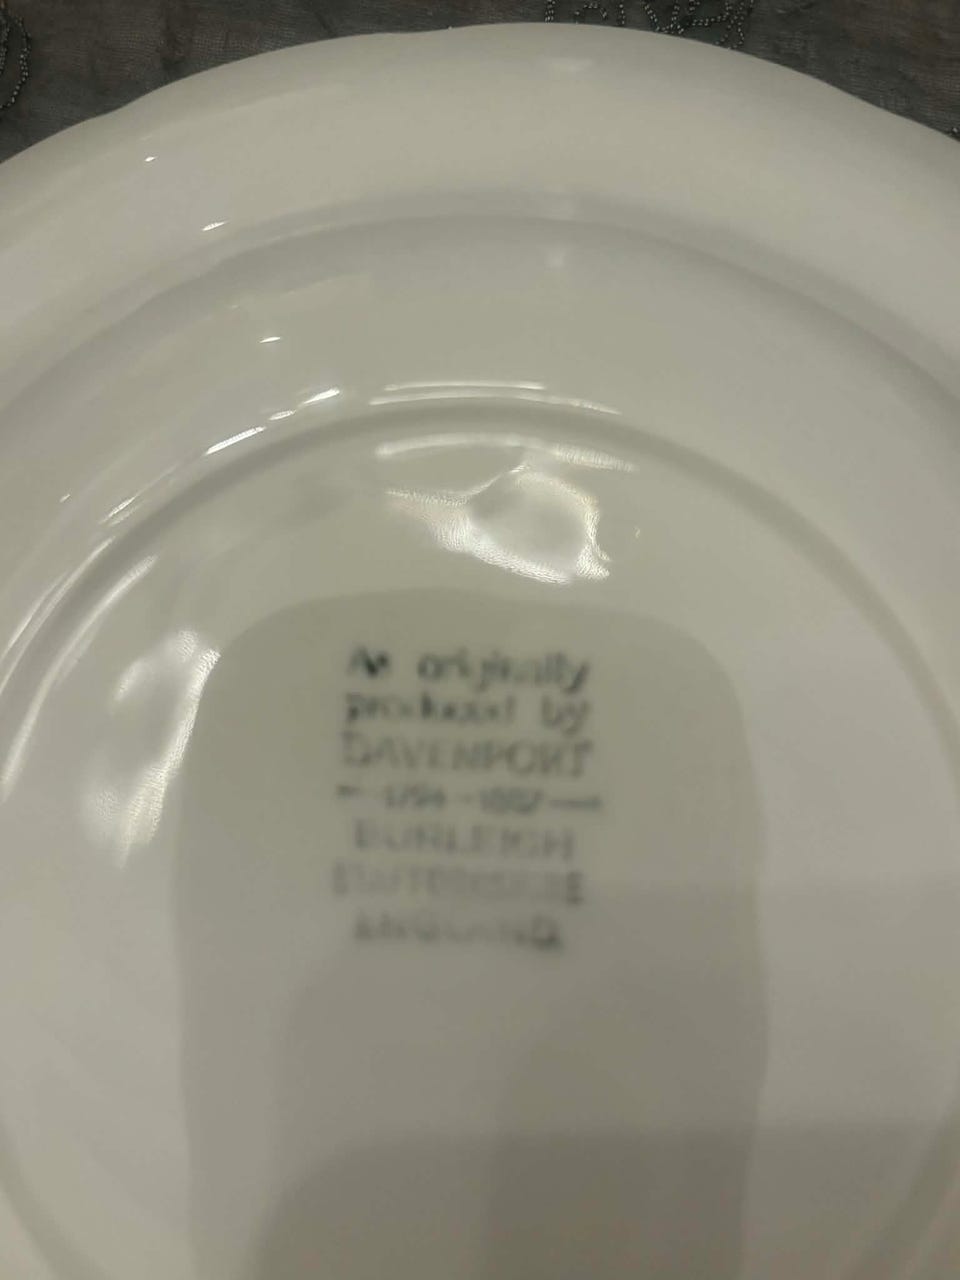 As originally
produced by
DAVENPORT
1794-1887
BURLEIGH
STAFFORDSHIRE
ENGLAND